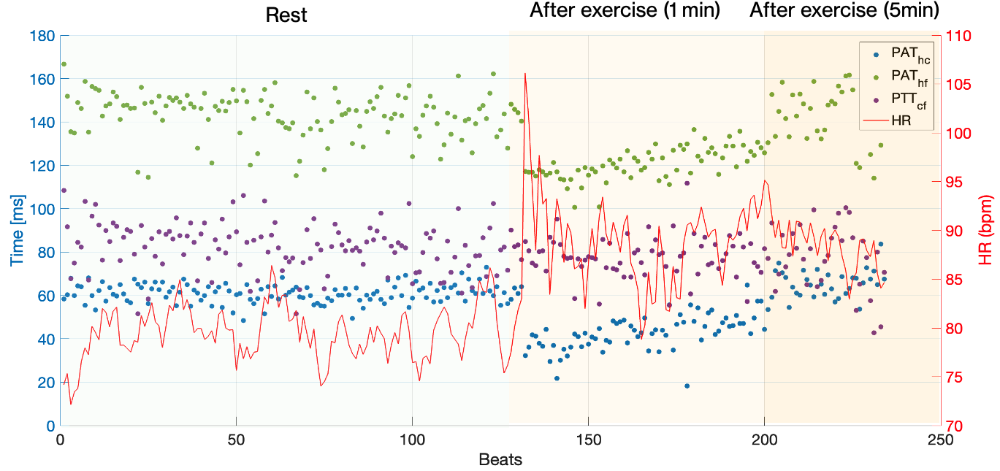 Rest
After exercise (1 min)
After exercise (5min)
180
160
140
120
100
80
60
40
20
0
Time [ms]
110
105
100
95
90
85
80
75
70
HR (bpm)
PAT_hc
PAT_hf
PTT_cf
HR
0 50 100 150 200 250
Beats